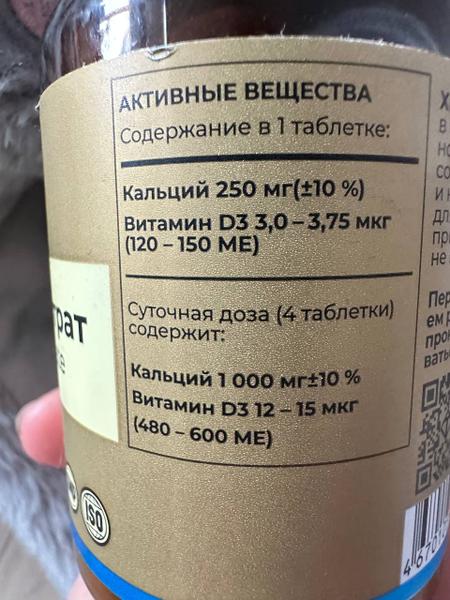 АКТИВНЫЕ ВЕЩЕСТВА
Содержание в 1 таблетке:
Кальций 250 мг(±10 %)
Витамин D3 3,0 – 3,75 мкг
(120 – 150 МЕ)
Суточная доза (4 таблетки)
содержит:
Кальций 1 000 мг±10 %
Витамин D3 12 – 15 мкг
(480 – 600 МЕ)
ISO